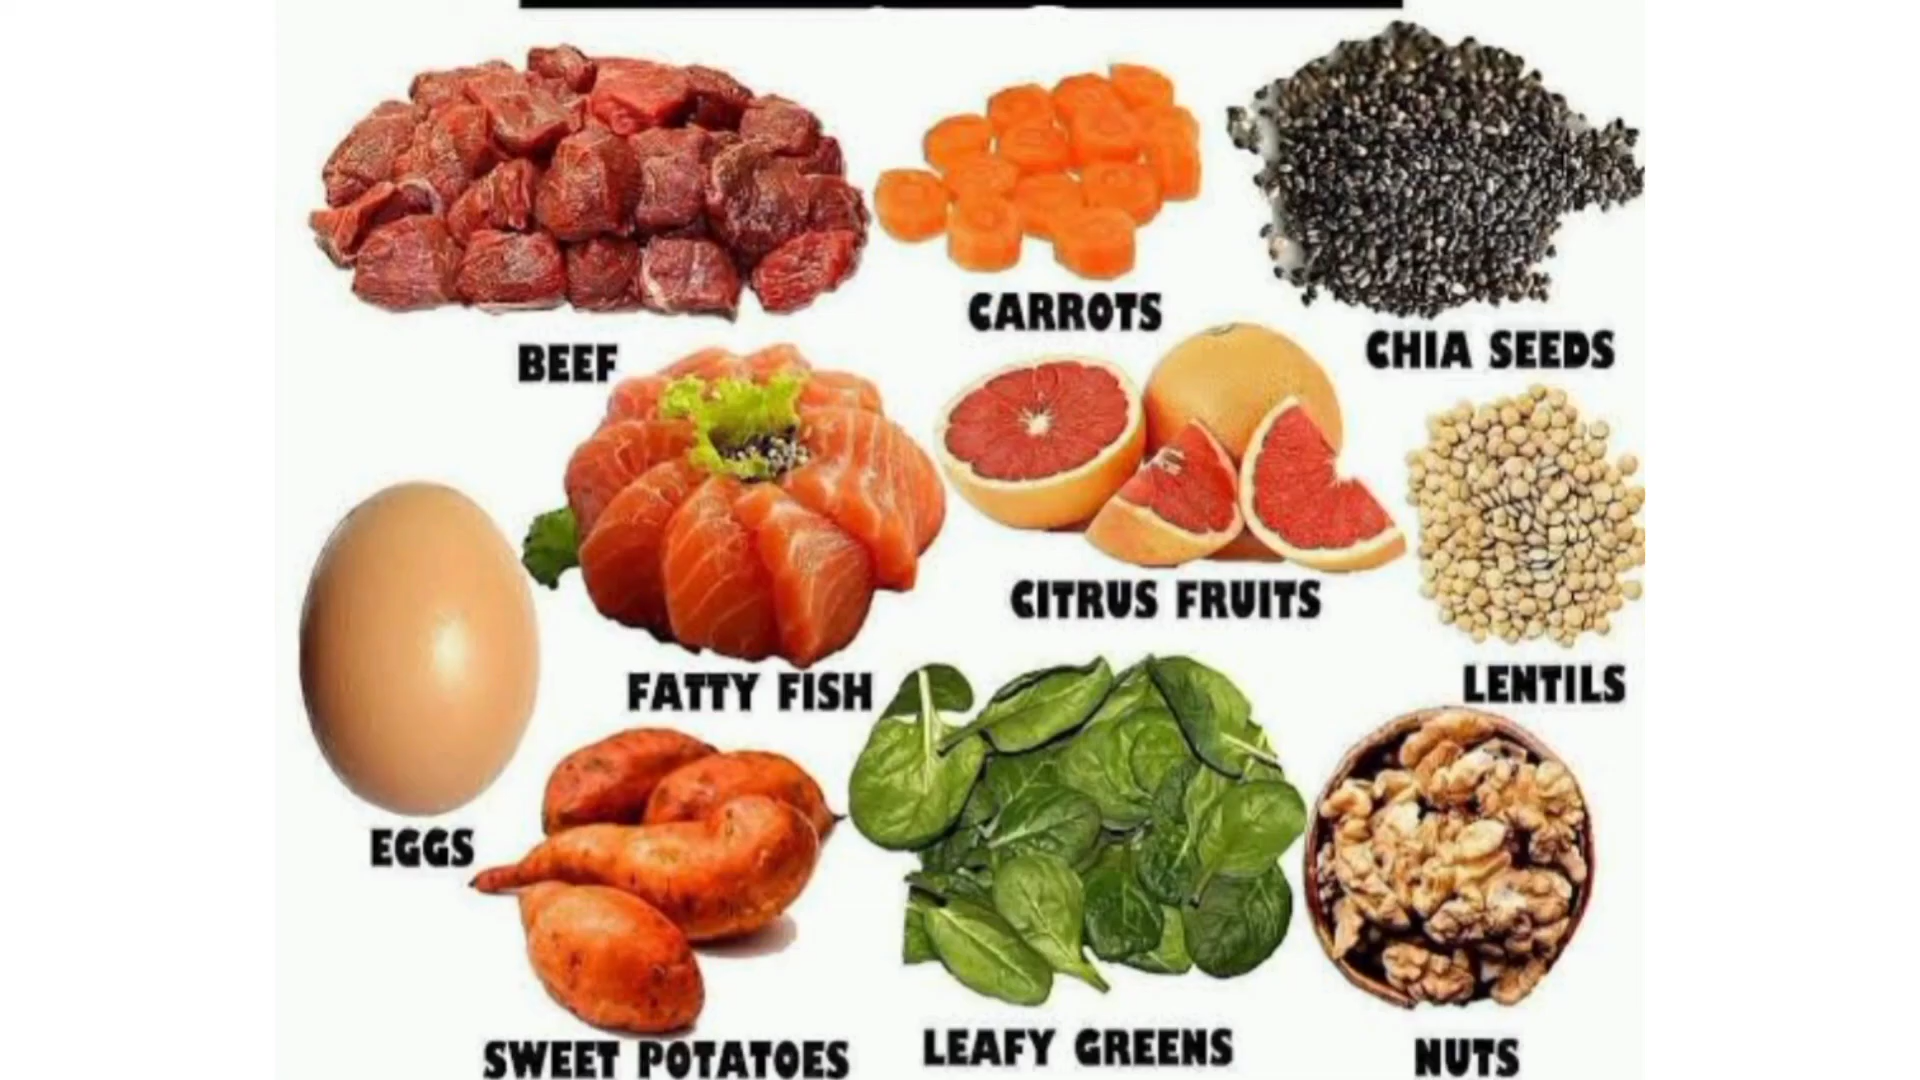 CARROTS
CHIA SEEDS
BEEF
CITRUS FRUITS
LENTILS
FATTY FISH
EGGS
LEAFY GREENS
SWEET POTATOES
NUTS